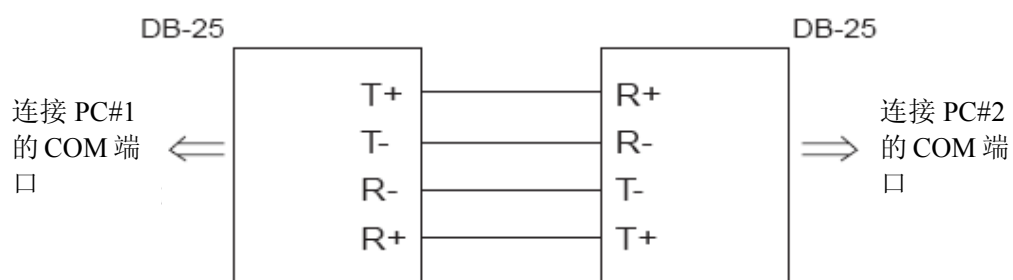 DB-25
DB-25
连接 PC#1
的 COM 端
口
T+
T-
R-
R+
R+
R-
T-
T+
连接 PC#2
的 COM 端
口